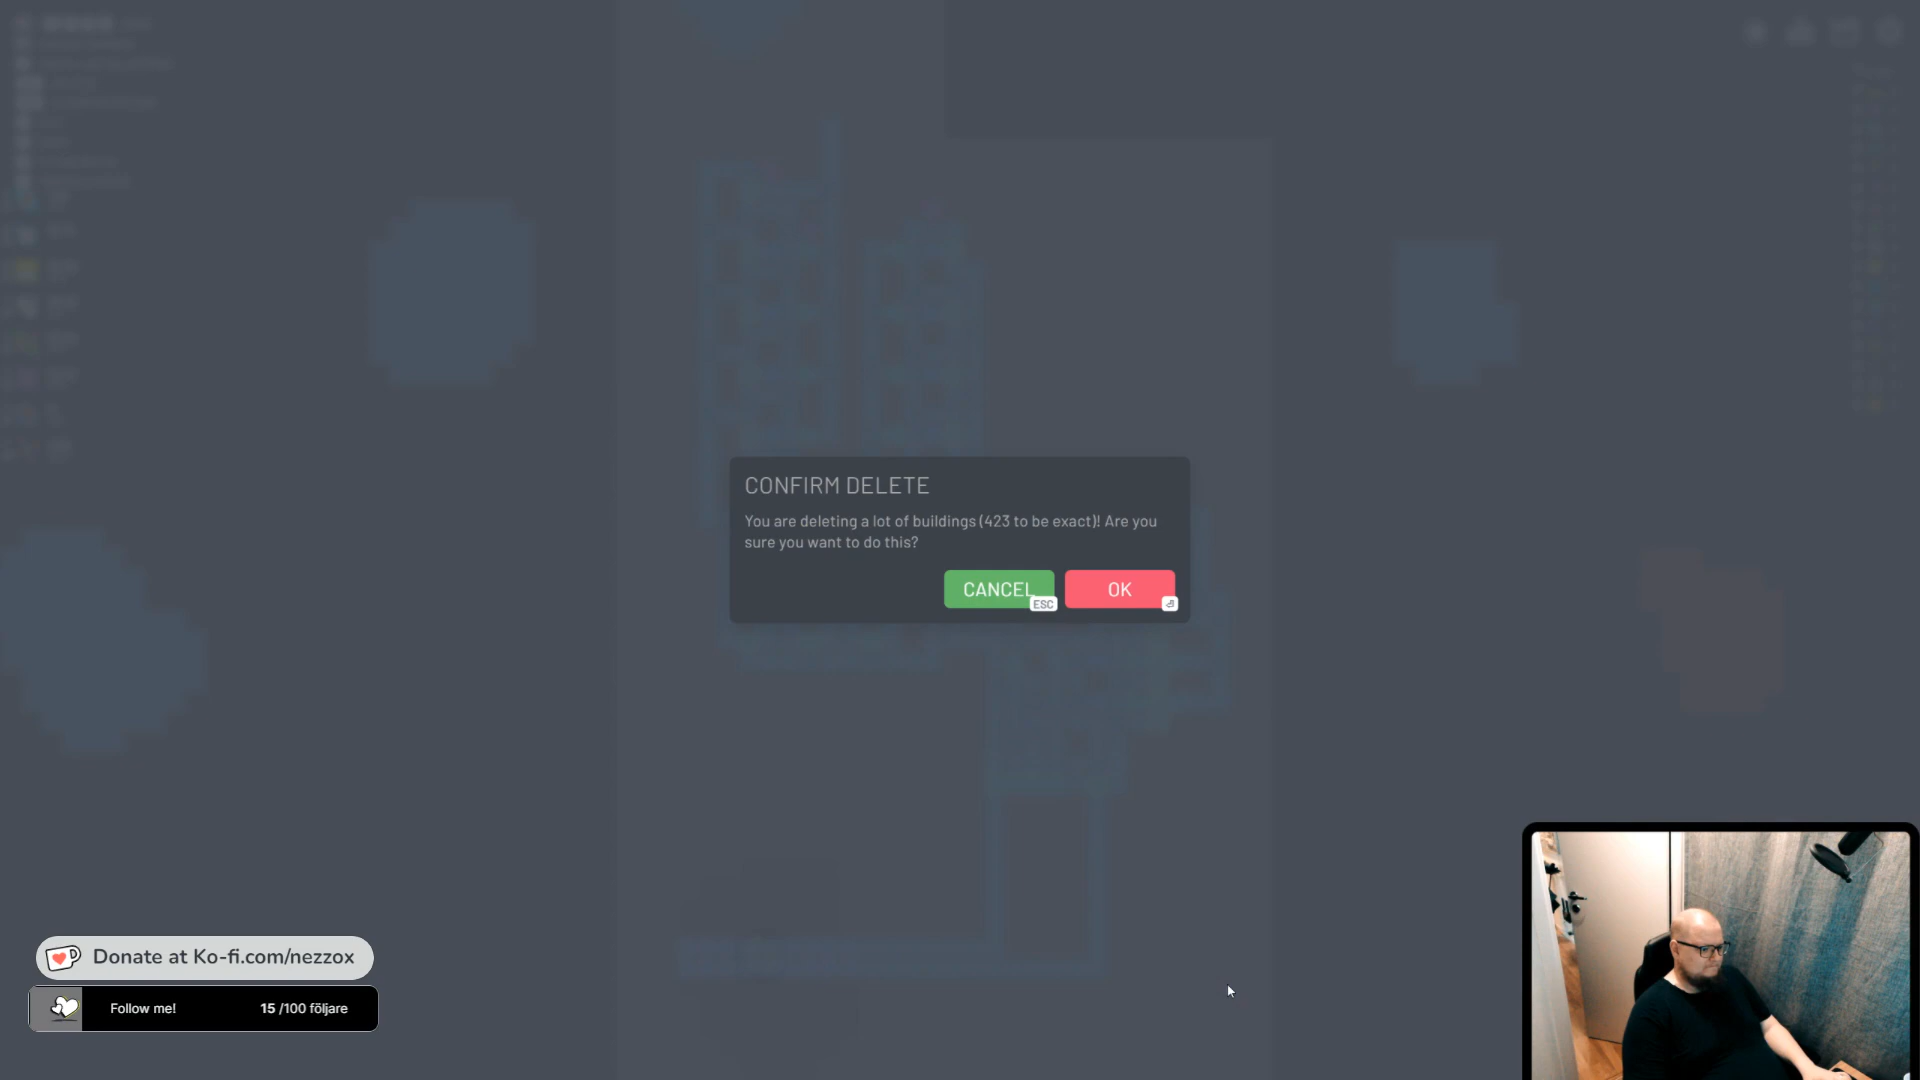 CONFIRM DELETE
You are deleting a lot of buildings (423 to be exact)! Are you
sure you want to do this?
CANCEL
ESC
OK
Donate at Ko-fi.com/nezzox
Follow me!
15 /100 följare